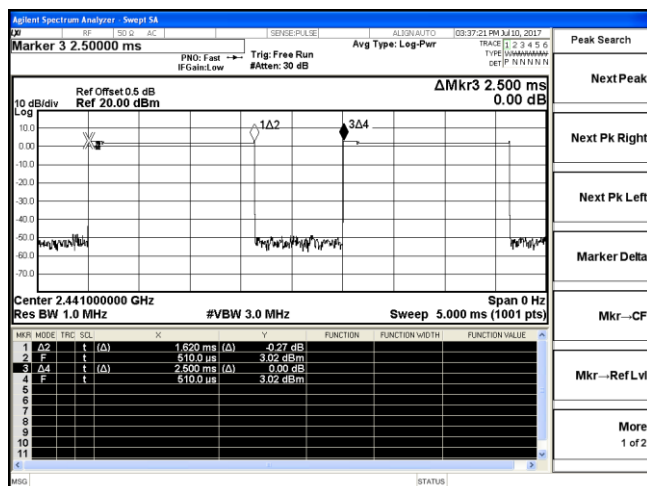 Agilent Spectrum Analyzer - Swept SA
RF 50 Ω AC SENSE:PULSE ALIGN AUTO 03:37:21 PM Jul 10, 2017
Marker 3 2.50000 ms
PNO: Fast
IFGain:Low
Trig: Free Run
#Atten: 30 dB
Avg Type: Log-Pwr
TRACE 1 2 3 4 5 6
TYPE
DET P N N N N N
Peak Search
Next Peak
Next Pk Right
Next Pk Left
Marker Delta
Mkr→CF
Mkr→Ref Lvl
More
1 of 2
Ref Offset 0.5 dB
10 dB/div Ref 20.00 dBm
ΔMkr3 2.500 ms
0.00 dB
Log
10.0
0.00
-10.0
-20.0
-30.0
-40.0
-50.0
-60.0
-70.0
1Δ2
3Δ4
Center 2.441000000 GHz Span 0 Hz
Res BW 1.0 MHz #VBW 3.0 MHz Sweep 5.000 ms (1001 pts)
MKR MODE TRC SCL X Y FUNCTION FUNCTION WIDTH FUNCTION VALUE
1 Δ2 t (Δ) 1.620 ms (Δ) -0.27 dB
2 F t 510.0 µs 3.02 dBm
3 Δ4 t (Δ) 2.500 ms (Δ) 0.00 dB
4 F t 510.0 µs 3.02 dBm
5
6
7
8
9
10
11
MSG STATUS